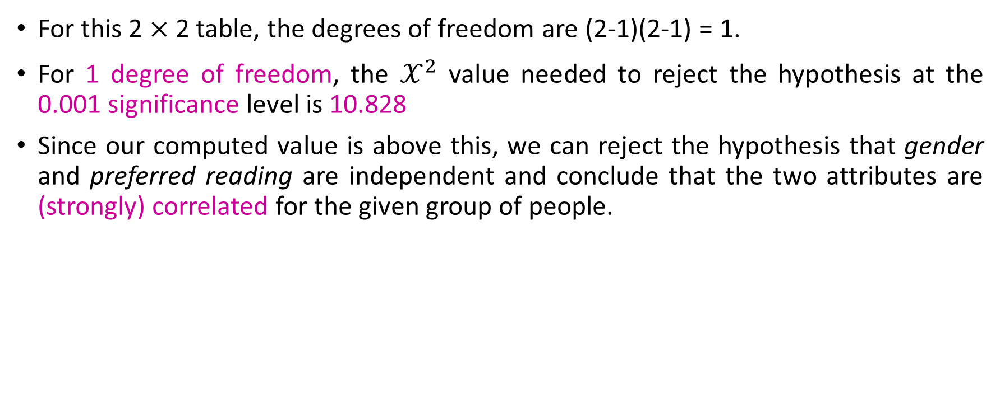 • For this 2 × 2 table, the degrees of freedom are (2-1)(2-1) = 1.
• For 1 degree of freedom, the 𝒳² value needed to reject the hypothesis at the
0.001 significance level is 10.828
• Since our computed value is above this, we can reject the hypothesis that gender
and preferred reading are independent and conclude that the two attributes are
(strongly) correlated for the given group of people.